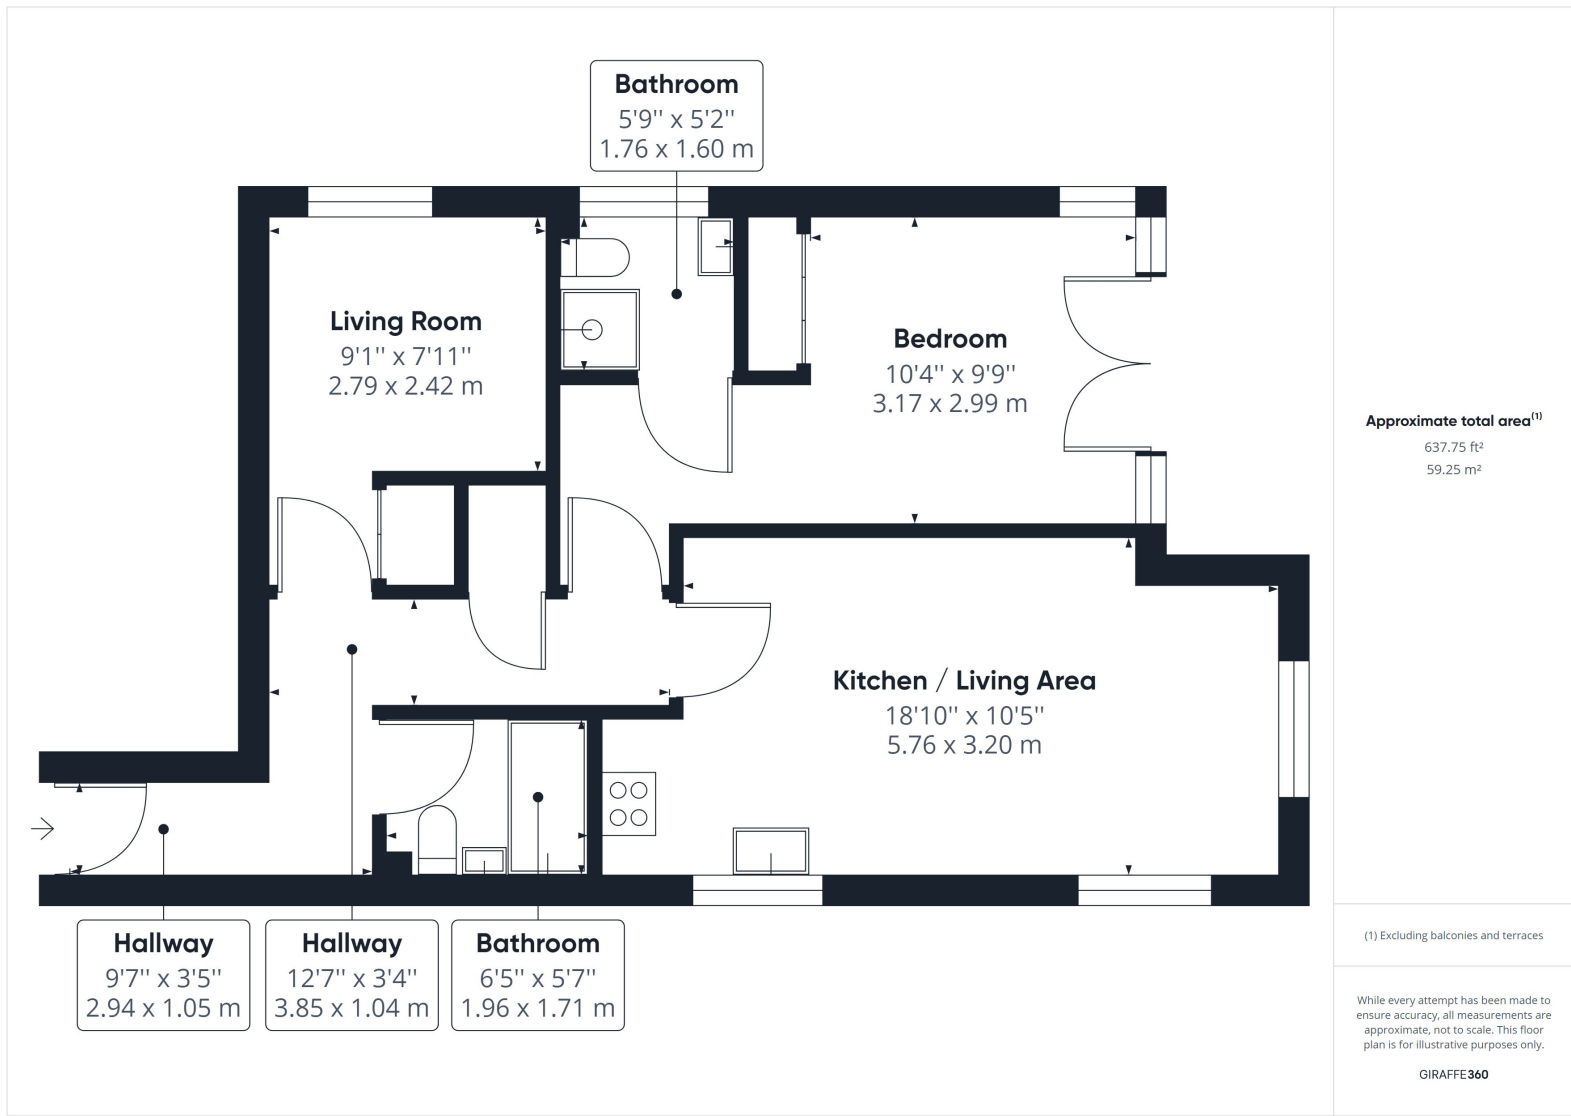 Bathroom
5'9'' x 5'2''
1.76 x 1.60 m
Living Room
9'1'' x 7'11''
2.79 x 2.42 m
Bedroom
10'4'' x 9'9''
3.17 x 2.99 m
Kitchen / Living Area
18'10'' x 10'5''
5.76 x 3.20 m
Hallway
9'7'' x 3'5''
2.94 x 1.05 m
Hallway
12'7'' x 3'4''
3.85 x 1.04 m
Bathroom
6'5'' x 5'7''
1.96 x 1.71 m
Approximate total area(1)
637.75 ft²
59.25 m²
(1) Excluding balconies and terraces
While every attempt has been made to
ensure accuracy, all measurements are
approximate, not to scale. This floor
plan is for illustrative purposes only.
GIRAFFE360